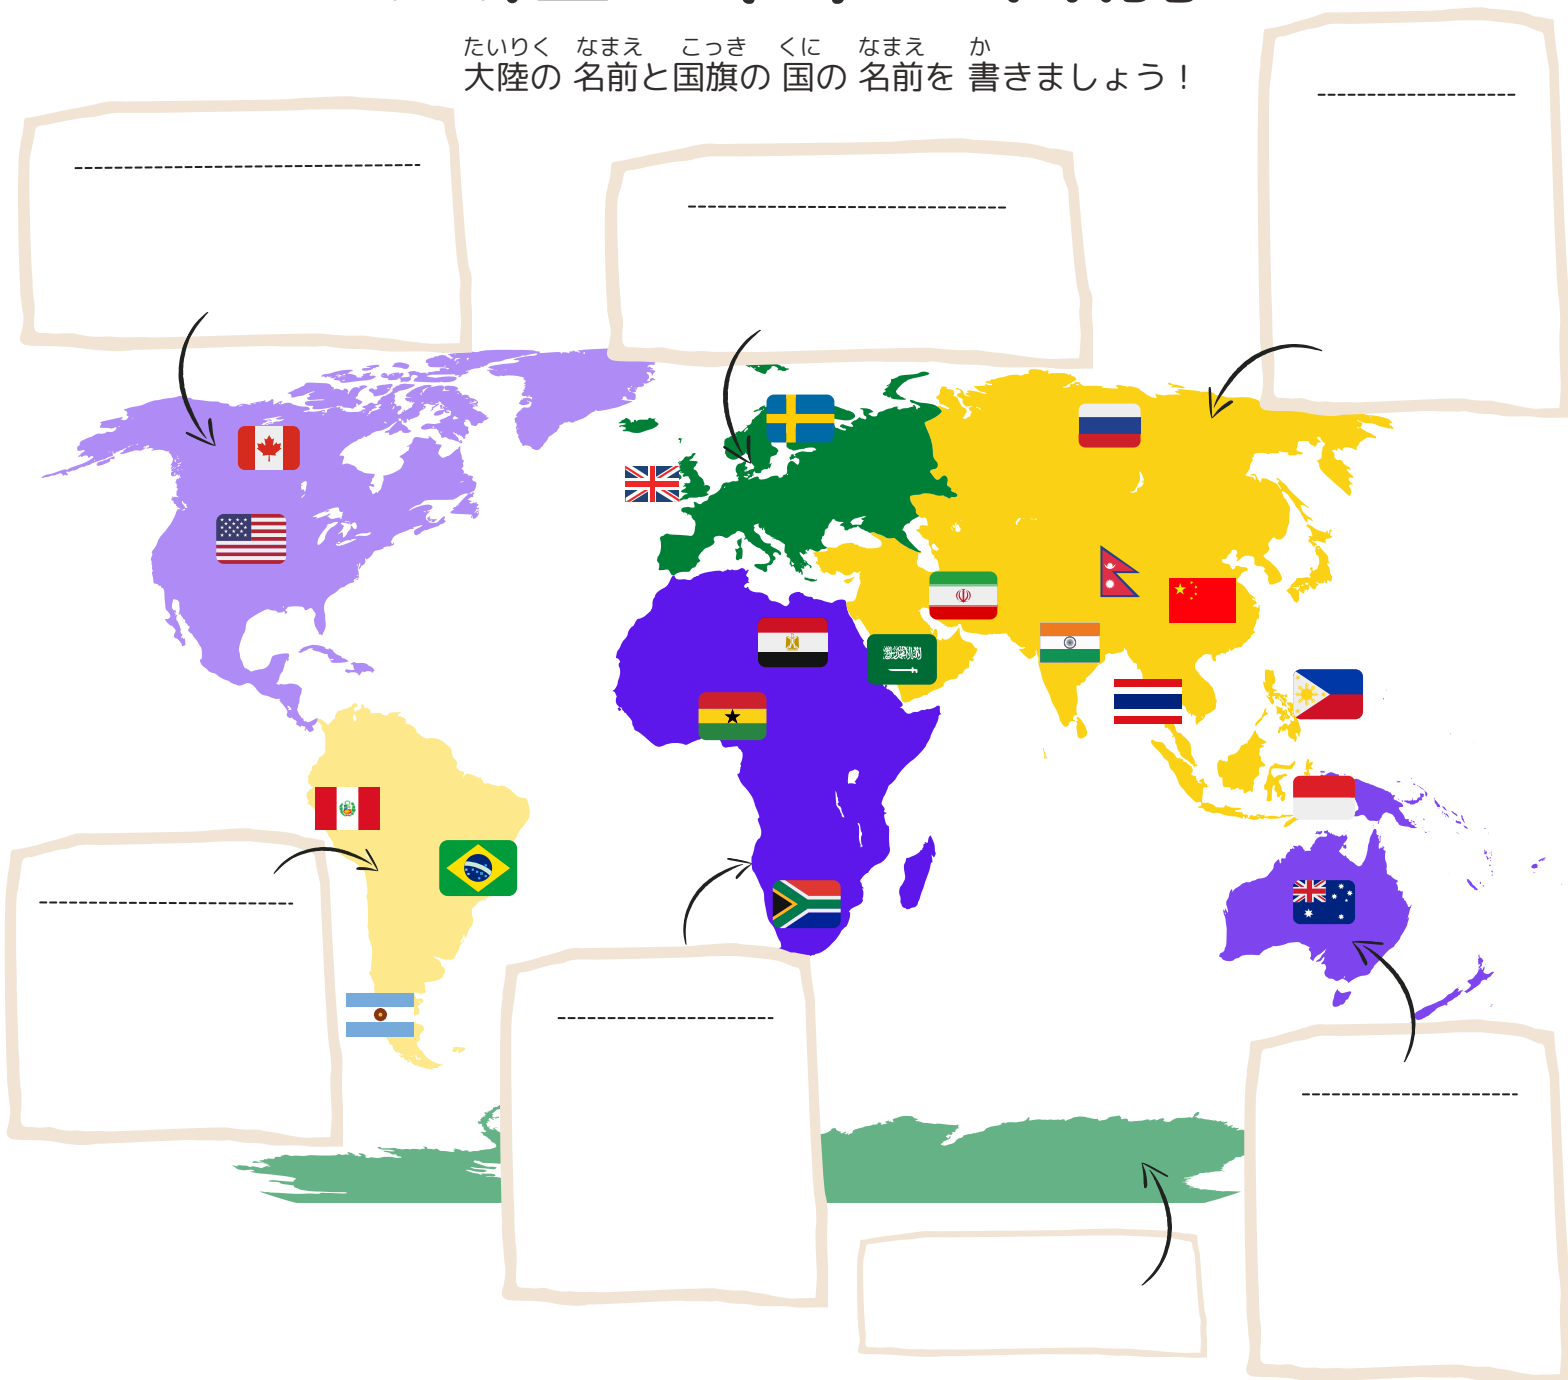 たいりく なまえ こっき くに なまえ か
大陸の 名前と国旗の 国の 名前を 書きましょう！